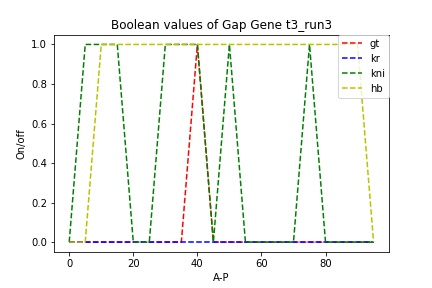 Boolean values of Gap Gene t3_run3
1.0
0.8
0.6
0.4
0.2
0.0
On/off
gt
kr
kni
hb
0 20 40 60 80
A-P